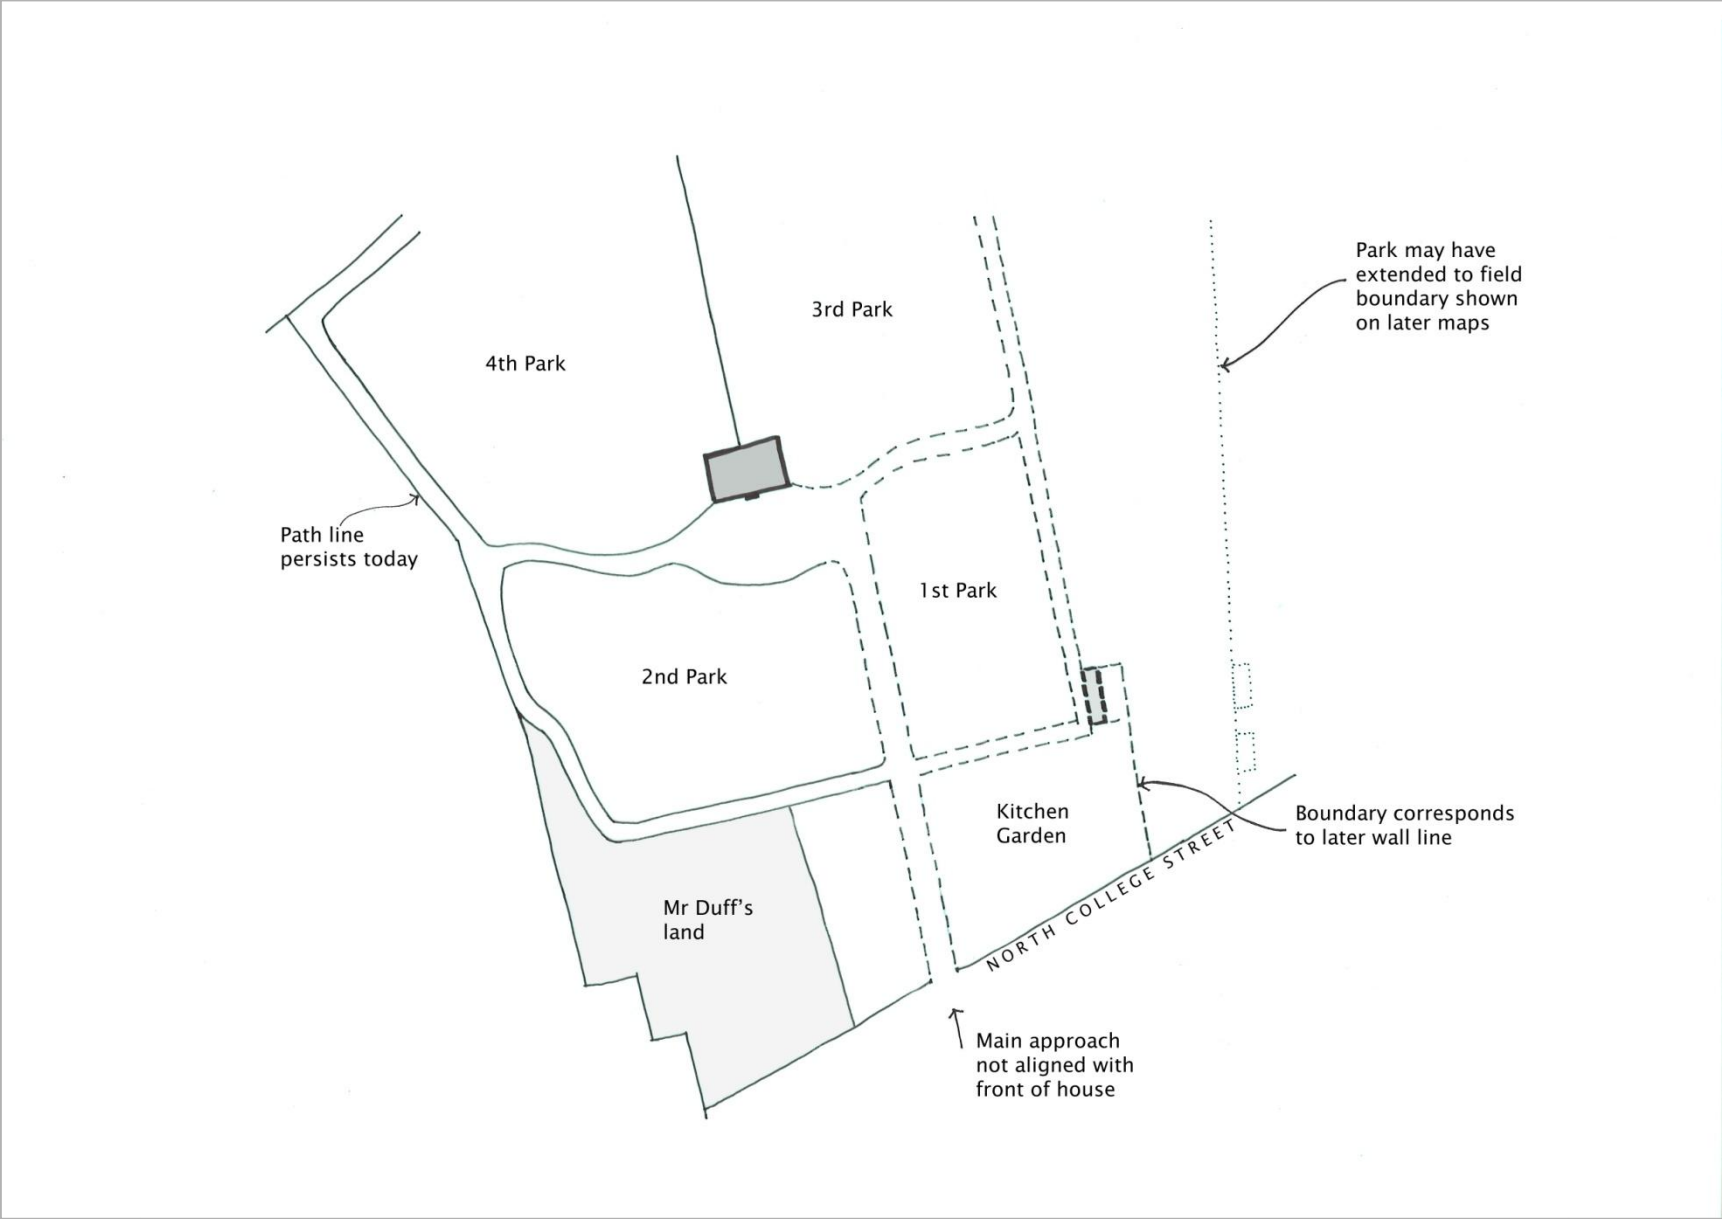 Park may have
extended to field
boundary shown
on later maps
3rd Park
4th Park
Path line
persists today
1st Park
2nd Park
Kitchen
Garden
Boundary corresponds
to later wall line
NORTH COLLEGE STREET
Mr Duff's
land
Main approach
not aligned with
front of house